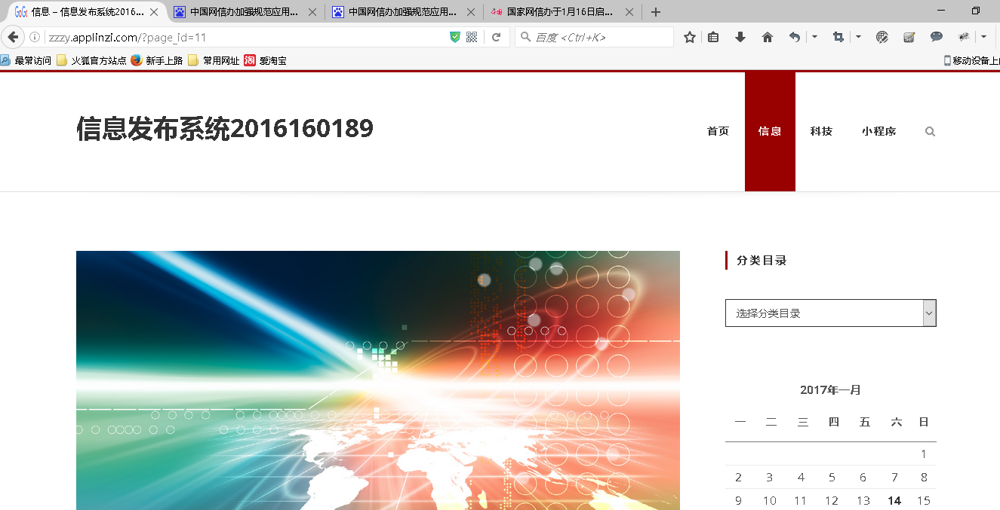 信息 – 信息发布系统2016...
中国网信办加强规范应用...
中国网信办加强规范应用...
国家网信办于1月16日启...
zzzy.applinzi.com/?page_id=11
百度 <Ctrl+K>
最常访问 火狐官方站点 新手上路 常用网址 淘 爱淘宝
移动设备上
信息发布系统2016160189
首页 信息 科技 小程序
分类目录
选择分类目录
2017年一月
一 二 三 四 五 六 日
1
2 3 4 5 6 7 8
9 10 11 12 13 14 15